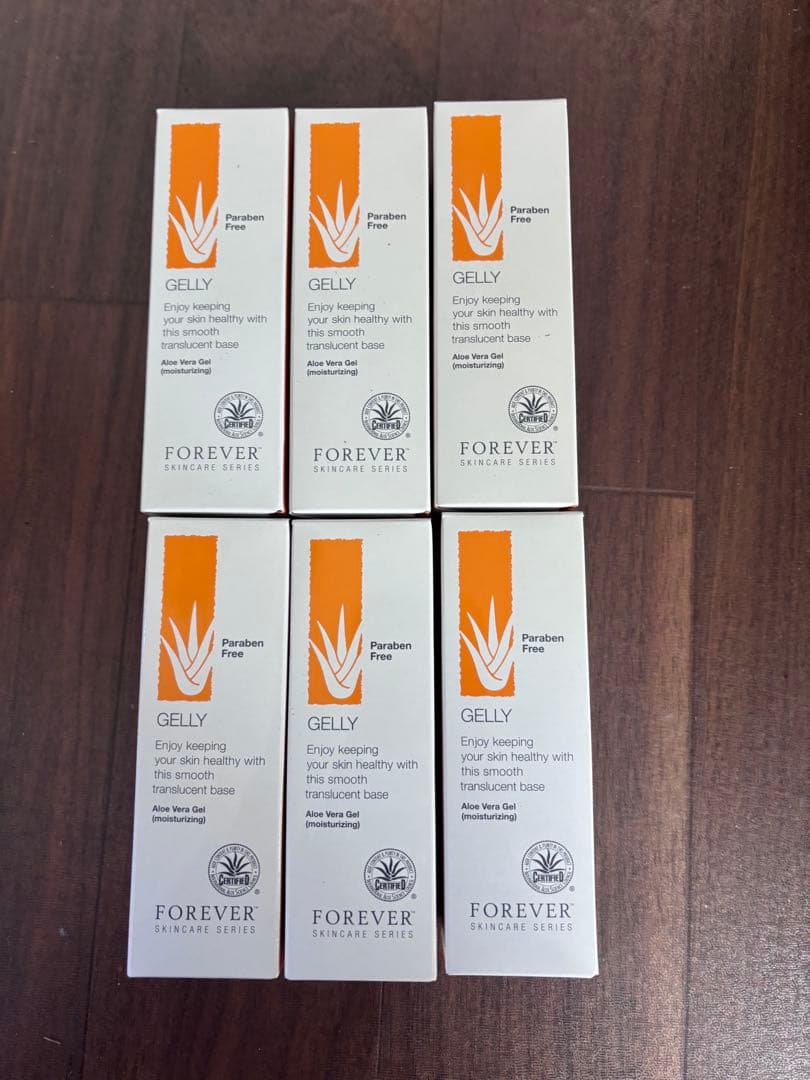 Paraben
Free
GELLY
Enjoy keeping
your skin healthy with
this smooth
translucent base
Aloe Vera Gel
(moisturizing)
CERTIFIED
®
FOREVER™
SKINCARE SERIES
Paraben
Free
GELLY
Enjoy keeping
your skin healthy with
this smooth
translucent base
Aloe Vera Gel
(moisturizing)
CERTIFIED
®
FOREVER™
SKINCARE SERIES
Paraben
Free
GELLY
Enjoy keeping
your skin healthy with
this smooth
translucent base
Aloe Vera Gel
(moisturizing)
CERTIFIED
®
FOREVER™
SKINCARE SERIES
Paraben
Free
GELLY
Enjoy keeping
your skin healthy with
this smooth
translucent base
Aloe Vera Gel
(moisturizing)
CERTIFIED
®
FOREVER™
SKINCARE SERIES
Paraben
Free
GELLY
Enjoy keeping
your skin healthy with
this smooth
translucent base
Aloe Vera Gel
(moisturizing)
CERTIFIED
®
FOREVER™
SKINCARE SERIES
Paraben
Free
GELLY
Enjoy keeping
your skin healthy with
this smooth
translucent base
Aloe Vera Gel
(moisturizing)
CERTIFIED
®
FOREVER™
SKINCARE SERIES